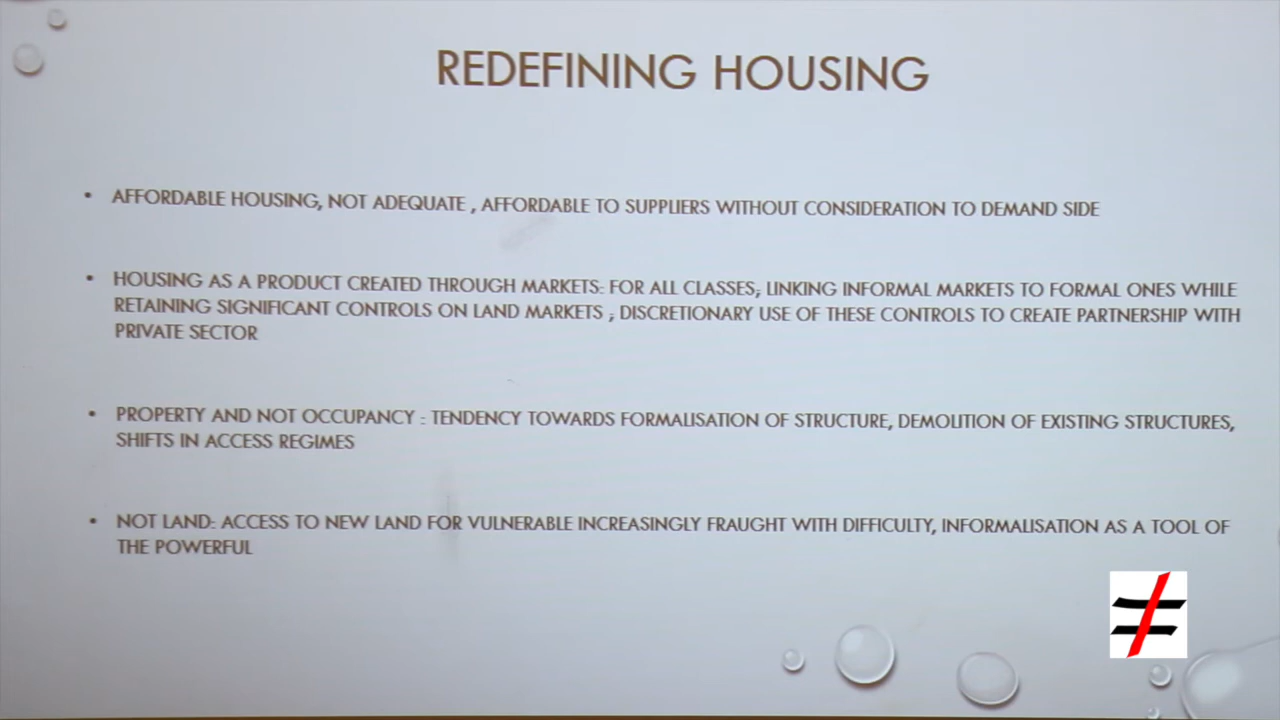 REDEFINING HOUSING
• AFFORDABLE HOUSING, NOT ADEQUATE , AFFORDABLE TO SUPPLIERS WITHOUT CONSIDERATION TO DEMAND SIDE
• HOUSING AS A PRODUCT CREATED THROUGH MARKETS: FOR ALL CLASSES; LINKING INFORMAL MARKETS TO FORMAL ONES WHILE
RETAINING SIGNIFICANT CONTROLS ON LAND MARKETS ; DISCRETIONARY USE OF THESE CONTROLS TO CREATE PARTNERSHIP WITH
PRIVATE SECTOR
• PROPERTY AND NOT OCCUPANCY : TENDENCY TOWARDS FORMALISATION OF STRUCTURE, DEMOLITION OF EXISTING STRUCTURES,
SHIFTS IN ACCESS REGIMES
• NOT LAND: ACCESS TO NEW LAND FOR VULNERABLE INCREASINGLY FRAUGHT WITH DIFFICULTY, INFORMALISATION AS A TOOL OF
THE POWERFUL